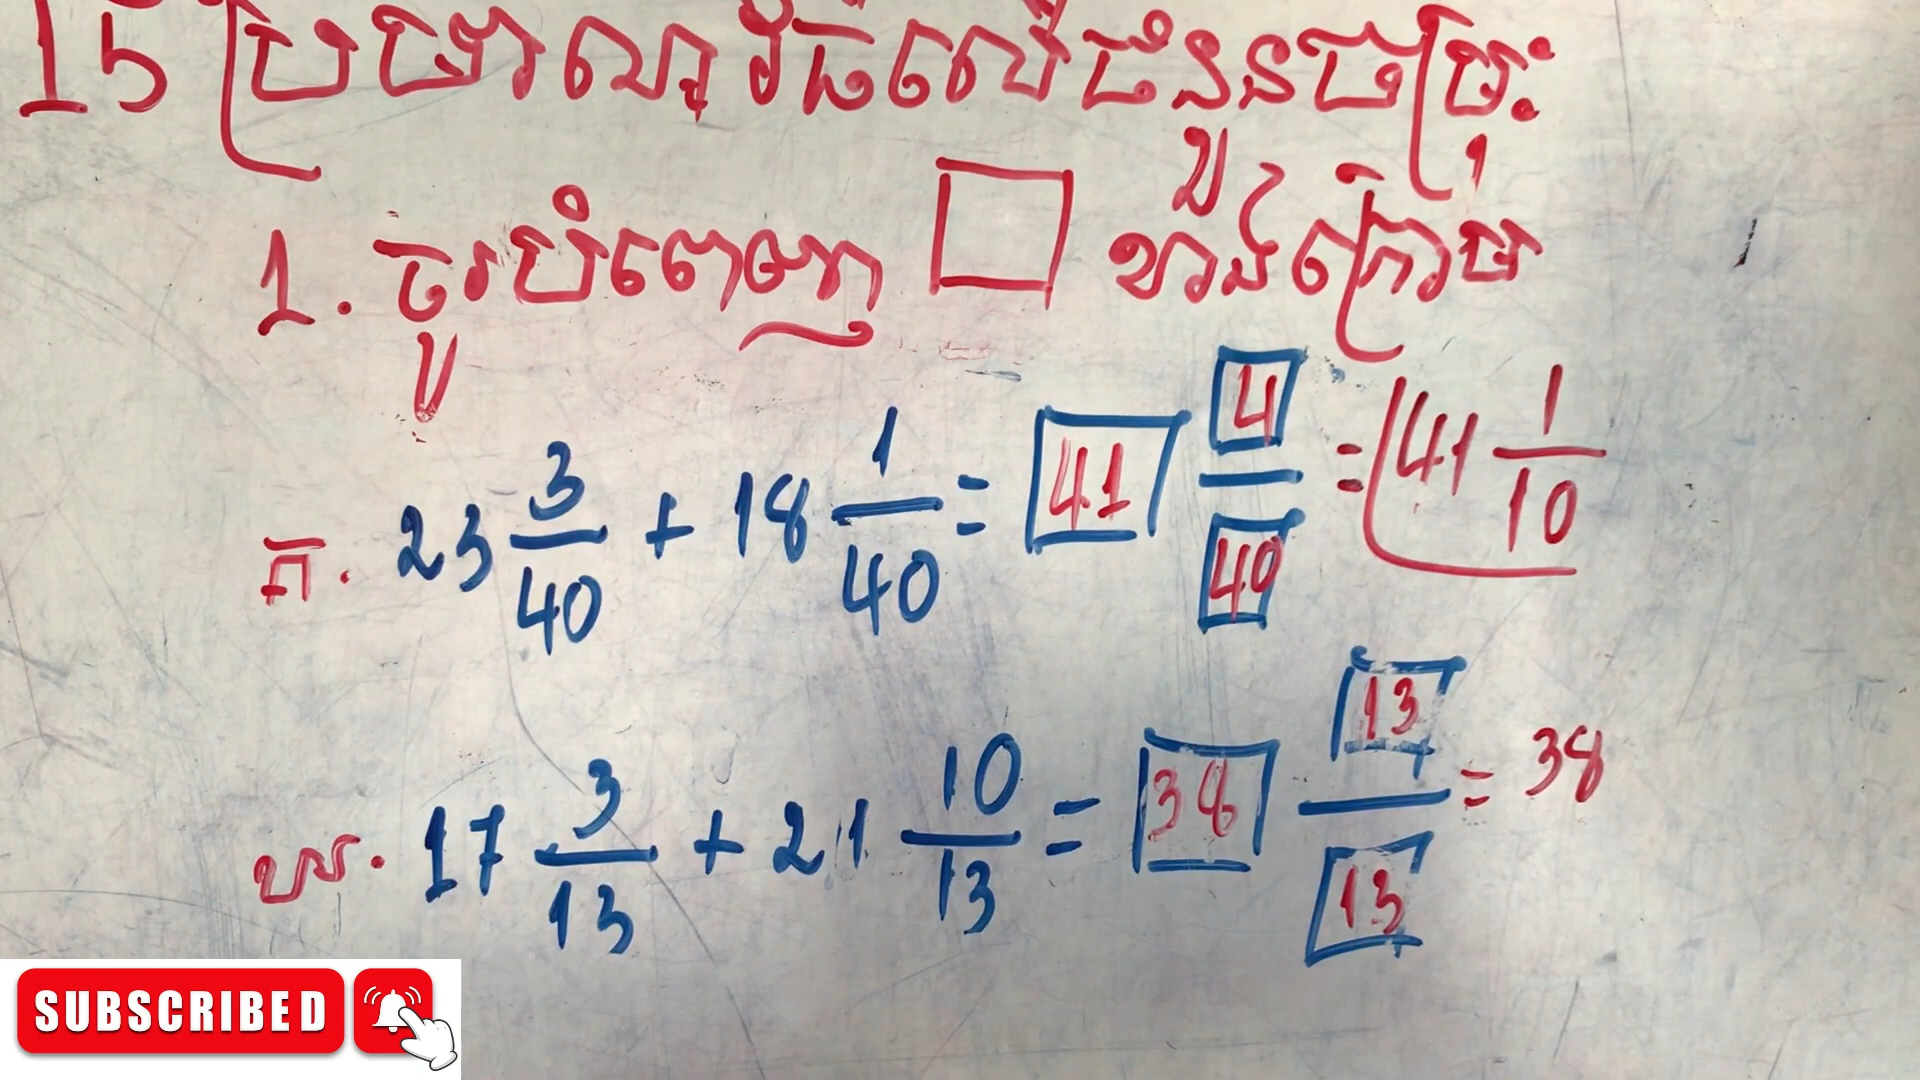 15 ប្រមាណវិធីលើចំនួនចម្រុះ
1. ចូរបំពេញ □ ខាងក្រោម
ក. 23 3/40 + 18 1/40 = 41 4/40 = 41 1/10
ខ. 17 3/13 + 21 10/13 = 38 13/13 = 38
SUBSCRIBED